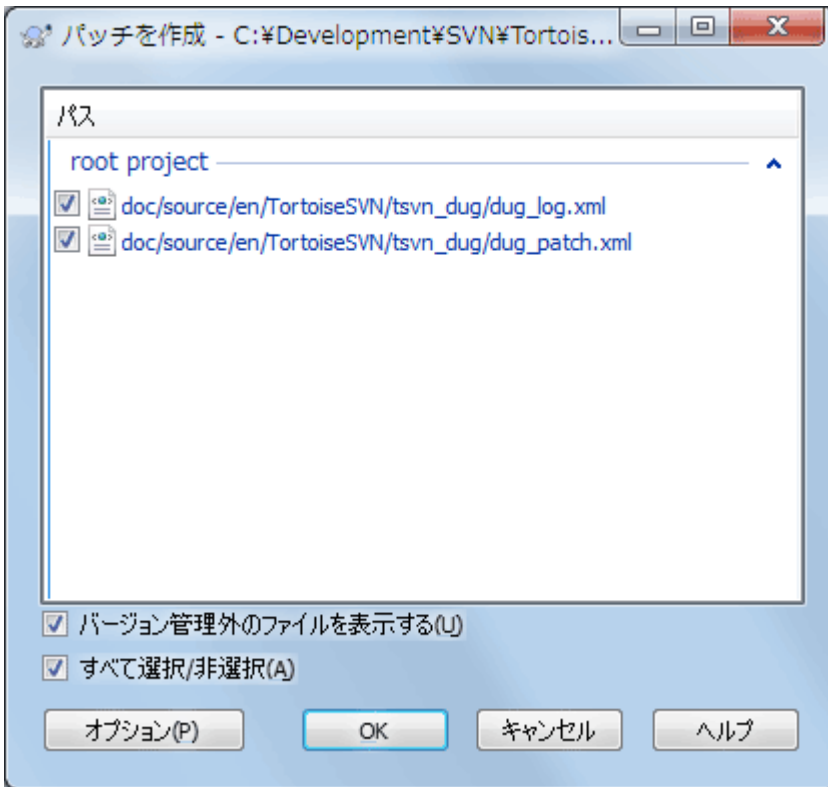 パッチを作成 - C:¥Development¥SVN¥Tortois...
パス
root project
doc/source/en/TortoiseSVN/tsvn_dug/dug_log.xml
doc/source/en/TortoiseSVN/tsvn_dug/dug_patch.xml
バージョン管理外のファイルを表示する(U)
すべて選択/非選択(A)
オプション(P) OK キャンセル ヘルプ